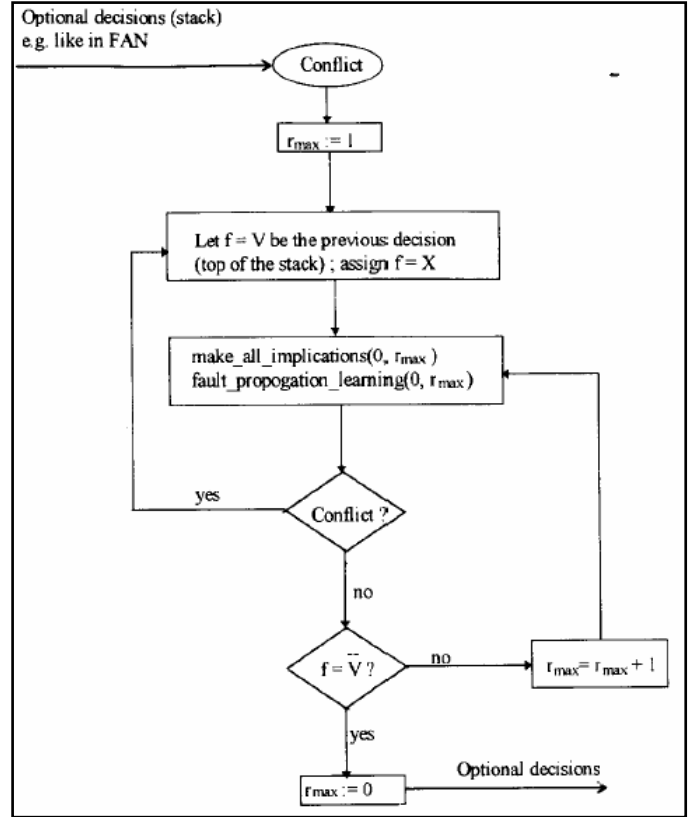 Optional decisions (stack)
e.g. like in FAN
Conflict
rmax := 1
Let f = V be the previous decision
(top of the stack) ; assign f = X
make_all_implications(0, rmax )
fault_propogation_learning(0, rmax)
yes
Conflict ?
no
f = V̄ ?
no
rmax= rmax + 1
yes
Optional decisions
rmax := 0